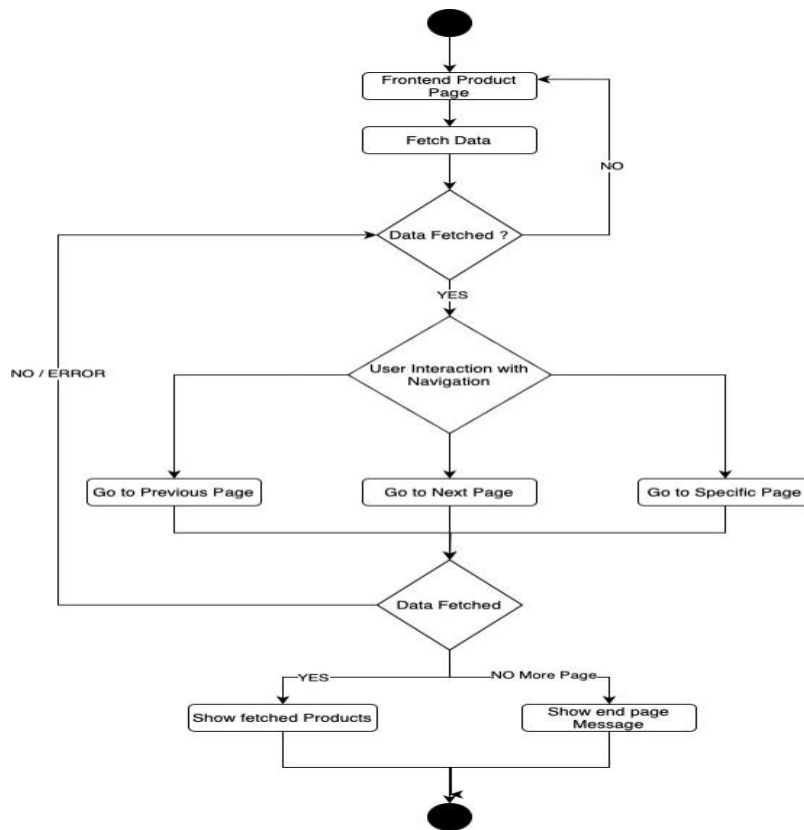 Frontend Product
Page
Fetch Data
NO
Data Fetched ?
YES
User Interaction with
Navigation
NO / ERROR
Go to Previous Page
Go to Next Page
Go to Specific Page
Data Fetched
YES
NO More Page
Show fetched Products
Show end page
Message